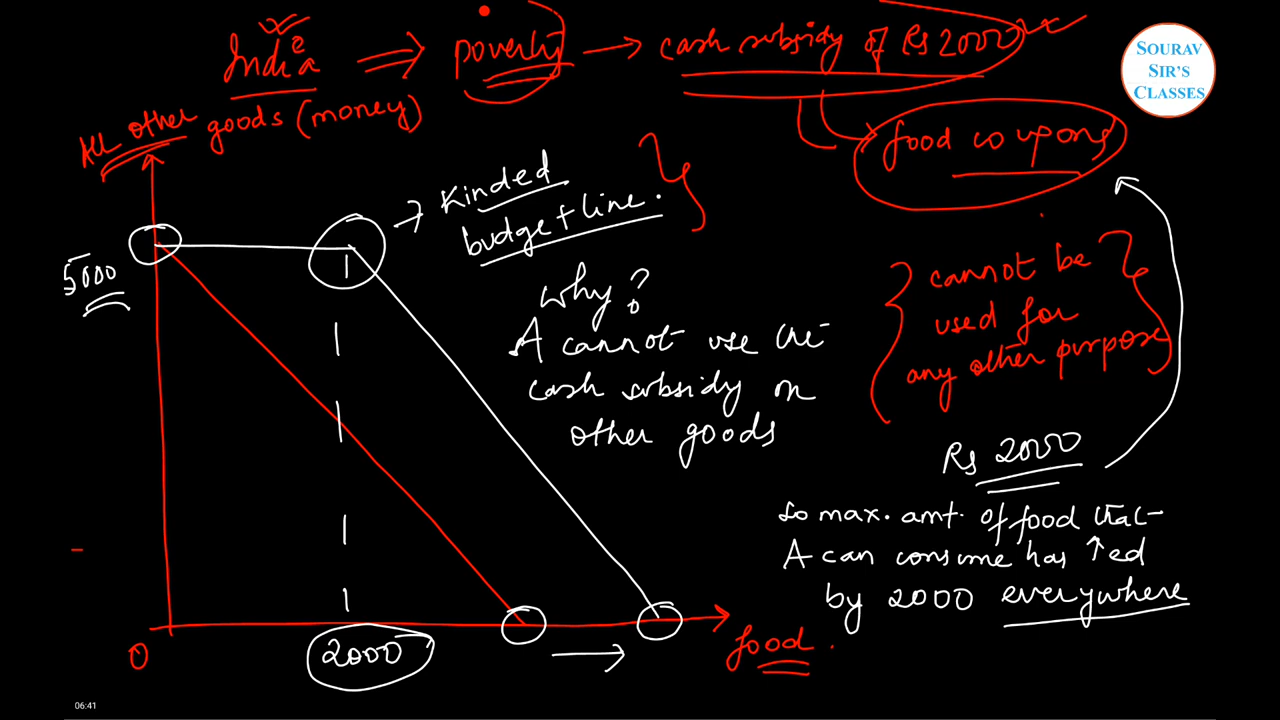 India ⇒ poverty → cash subsidy of Rs 2000
food coupons
SOURAV
SIR'S
CLASSES
All other goods (money)
→ Kinded
budget line.
5000
Why?
A cannot use the
cash subsidy on
other goods
cannot be
used for
any other purpose
Rs 2000
So max. amt. of food that
A can consume has ↑ed
by 2000 everywhere
0
2000
→
food.
06:41